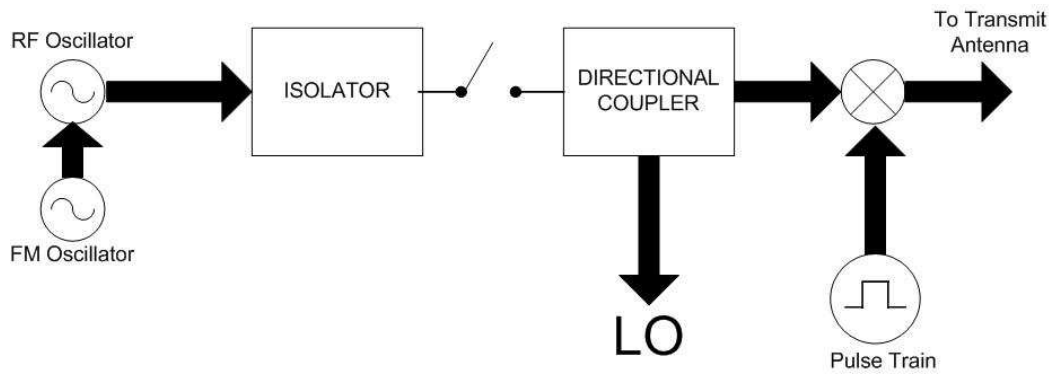 RF Oscillator
FM Oscillator
ISOLATOR
DIRECTIONAL
COUPLER
LO
To Transmit
Antenna
Pulse Train